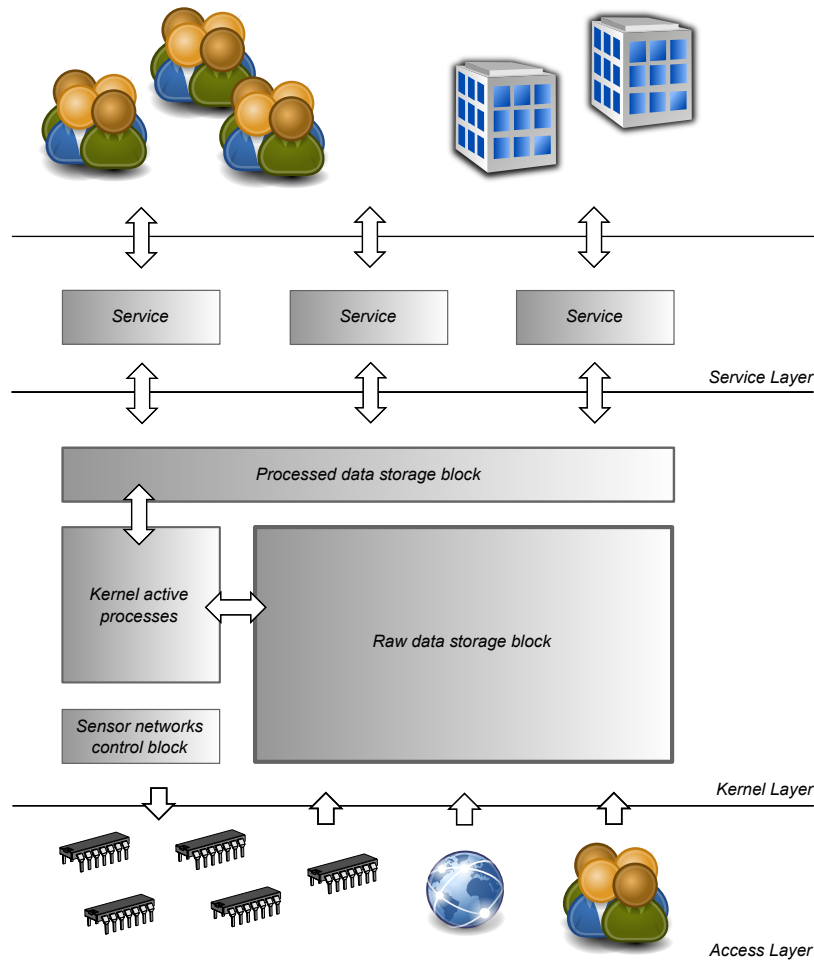 Service
Service
Service
Service Layer
Processed data storage block
Kernel active
processes
Raw data storage block
Sensor networks
control block
Kernel Layer
Access Layer